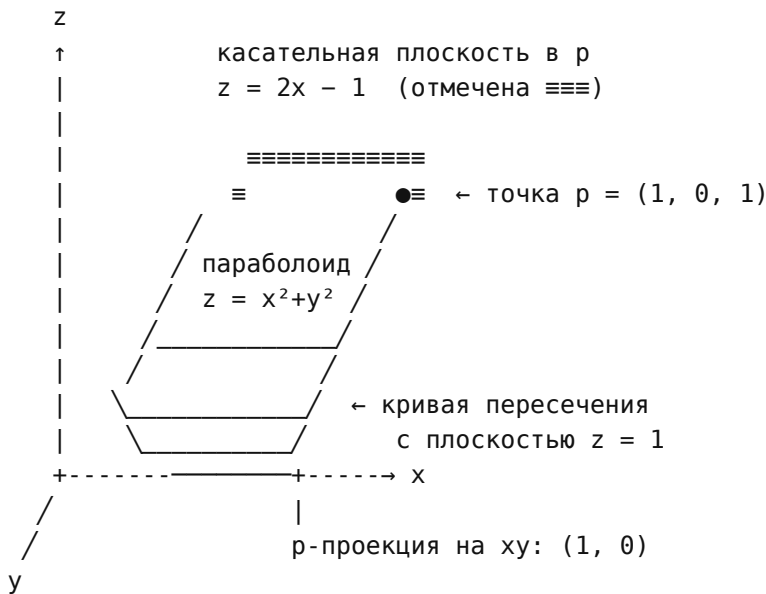 z
касательная плоскость в p
z = 2x − 1 (отмечена ≡≡≡)
← точка p = (1, 0, 1)
параболоид
z = x²+y²
← кривая пересечения
с плоскостью z = 1
x
p-проекция на xy: (1, 0)
y